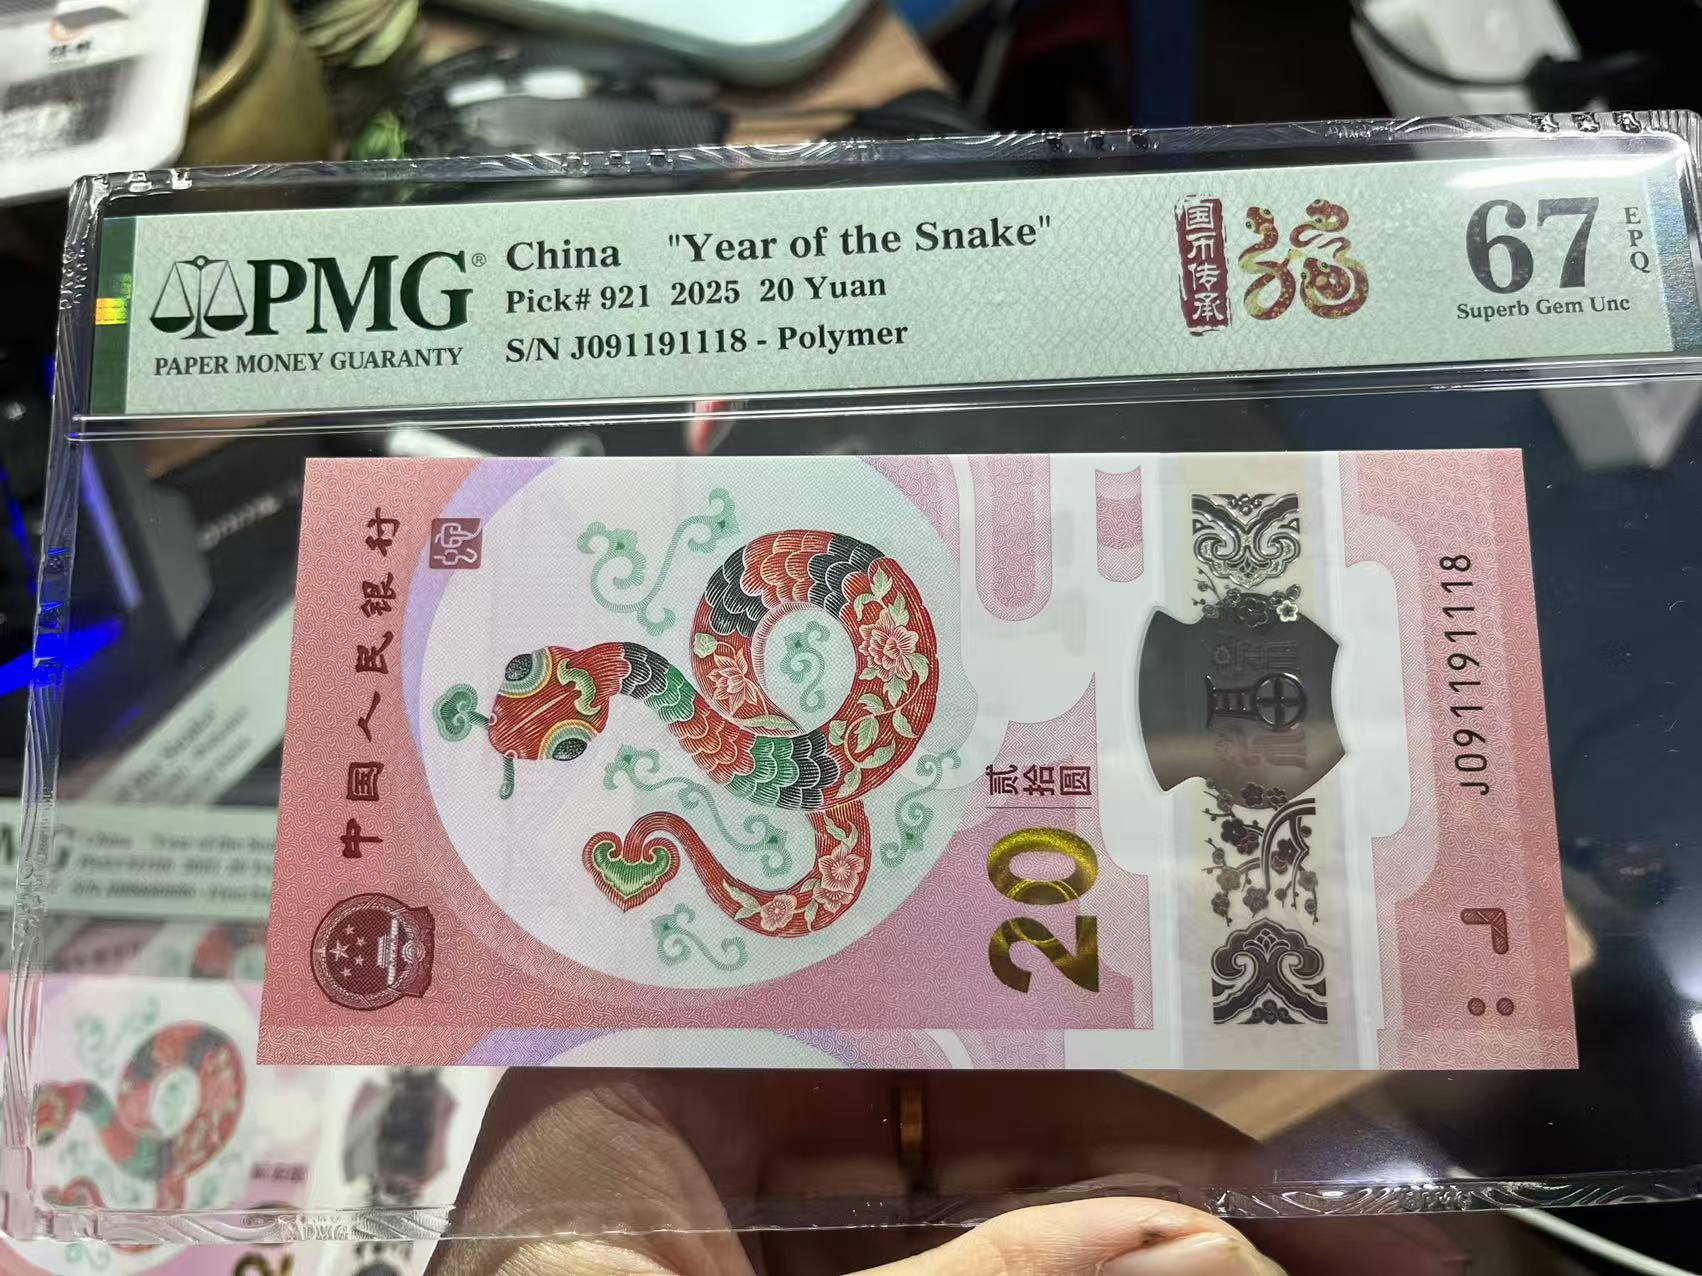 PMG®
PAPER MONEY GUARANTY
China "Year of the Snake"
Pick# 921 2025 20 Yuan
S/N J091191118 - Polymer
国币传承
67
EPQ
Superb Gem Unc
中国人民银行
贰拾圆
20
J091191118